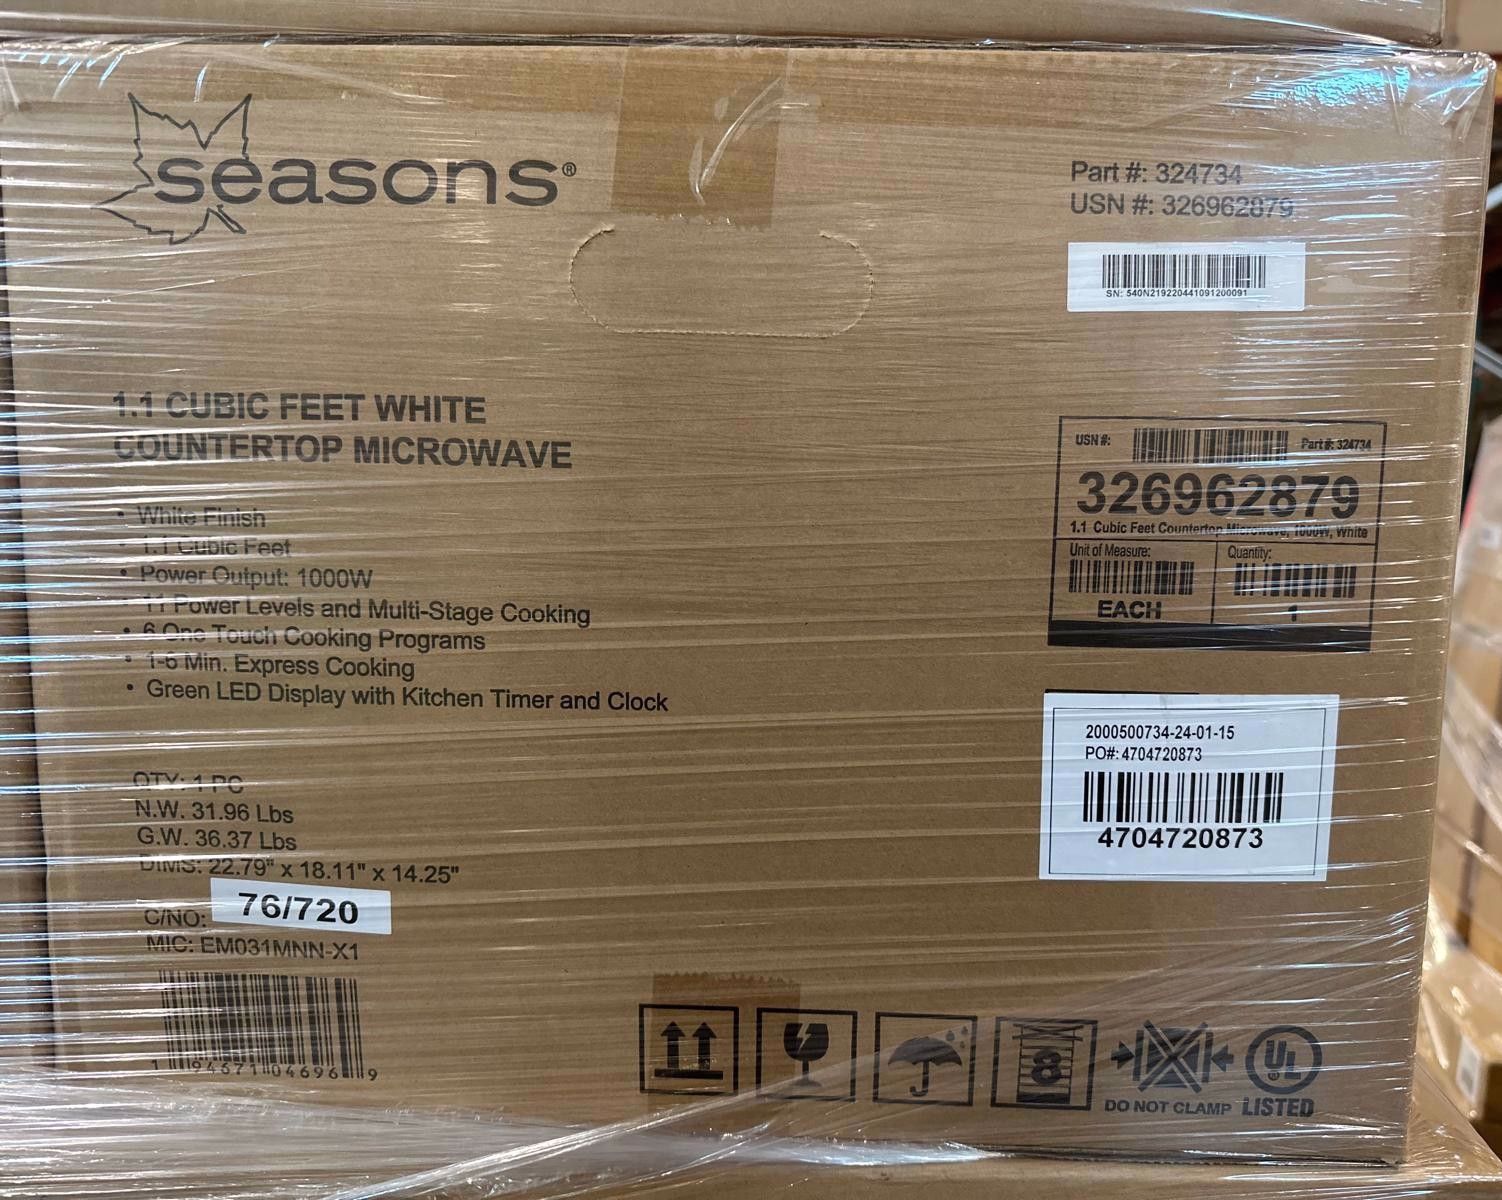 seasons®
Part #: 324734
USN #: 326962879
SN: 540N219220441091200091
1.1 CUBIC FEET WHITE
COUNTERTOP MICROWAVE
• White Finish
• 1.1 Cubic Feet
• Power Output: 1000W
• 11 Power Levels and Multi-Stage Cooking
• 6 One Touch Cooking Programs
• 1-6 Min. Express Cooking
• Green LED Display with Kitchen Timer and Clock
USN #: Part #: 324734
326962879
1.1 Cubic Feet Countertop Microwave, 1000W, White
Unit of Measure: Quantity:
EACH 1
2000500734-24-01-15
PO#: 4704720873
4704720873
QTY: 1 PC
N.W. 31.96 Lbs
G.W. 36.37 Lbs
DIMS: 22.79" x 18.11" x 14.25"
C/NO: 76/720
MIC: EM031MNN-X1
1 94671 04696 9
8
DO NOT CLAMP
UL
LISTED